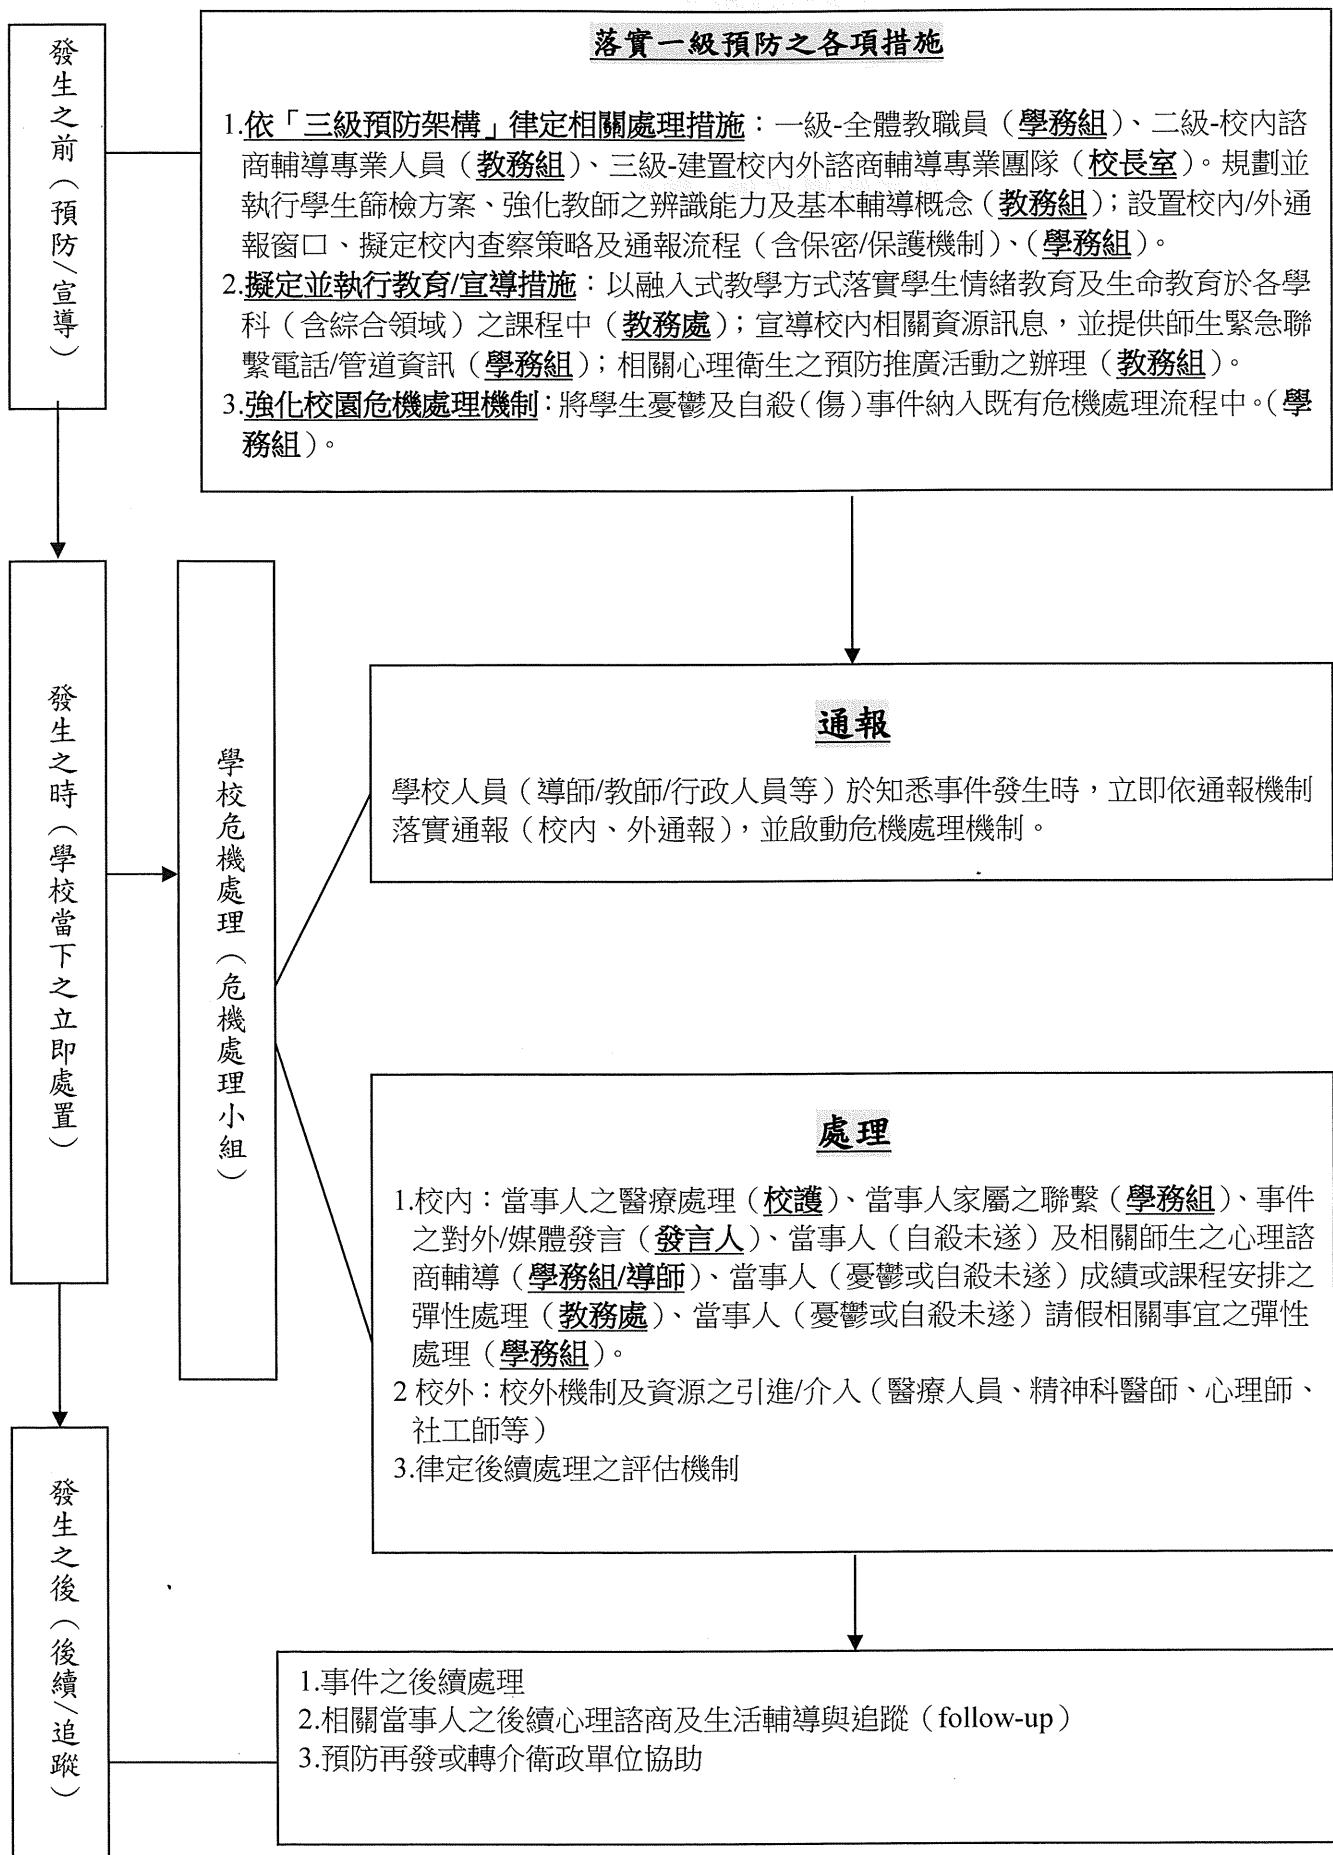 發生之前（預防/宣導）
落實一級預防之各項措施
1.依「三級預防架構」律定相關處理措施：一級-全體教職員（學務組）、二級-校內諮
商輔導專業人員（教務組）、三級-建置校內外諮商輔導專業團隊（校長室）。規劃並
執行學生篩檢方案、強化教師之辨識能力及基本輔導概念（教務組）；設置校內/外通
報窗口、擬定校內查察策略及通報流程（含保密/保護機制）、（學務組）。
2.擬定並執行教育/宣導措施：以融入式教學方式落實學生情緒教育及生命教育於各學
科（含綜合領域）之課程中（教務處）；宣導校內相關資源訊息，並提供師生緊急聯
繫電話/管道資訊（學務組）；相關心理衛生之預防推廣活動之辦理（教務組）。
3.強化校園危機處理機制：將學生憂鬱及自殺（傷）事件納入既有危機處理流程中。（學
務組）。
發生之時（學校當下之立即處置）
學校危機處理（危機處理小組）
通報
學校人員（導師/教師/行政人員等）於知悉事件發生時，立即依通報機制
落實通報（校內、外通報），並啟動危機處理機制。
處理
1.校內：當事人之醫療處理（校護）、當事人家屬之聯繫（學務組）、事件
之對外/媒體發言（發言人）、當事人（自殺未遂）及相關師生之心理諮
商輔導（學務組/導師）、當事人（憂鬱或自殺未遂）成績或課程安排之
彈性處理（教務處）、當事人（憂鬱或自殺未遂）請假相關事宜之彈性
處理（學務組）。
2 校外：校外機制及資源之引進/介入（醫療人員、精神科醫師、心理師、
社工師等）
3.律定後續處理之評估機制
發生之後（後續/追蹤）
1.事件之後續處理
2.相關當事人之後續心理諮商及生活輔導與追蹤（follow-up）
3.預防再發或轉介衛政單位協助